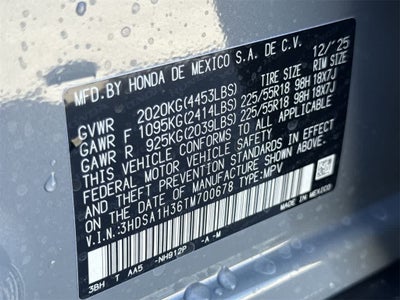 MFD.BY HONDA DE MEXICO S.A. DE C.V. 12/'25
RIM SIZE
GVWR 2020KG(4453LBS)
GAWR F 1095KG(2414LBS) 225/55R18 98H 18X7J
GAWR R 925KG(2039LBS) 225/55R18 98H 18X7J
THIS VEHICLE CONFORMS TO ALL APPLICABLE
FEDERAL MOTOR VEHICLE SAFETY, BUMPER AND
THEFT PREVENTION STANDARDS IN EFFECT ON THE
DATE OF MANUFACTURE SHOWN ABOVE.
V.I.N.:3HDSA1H36TM700678 TYPE:MPV
3BH T AA5 -NH912P -A-M
MADE IN MEXICO